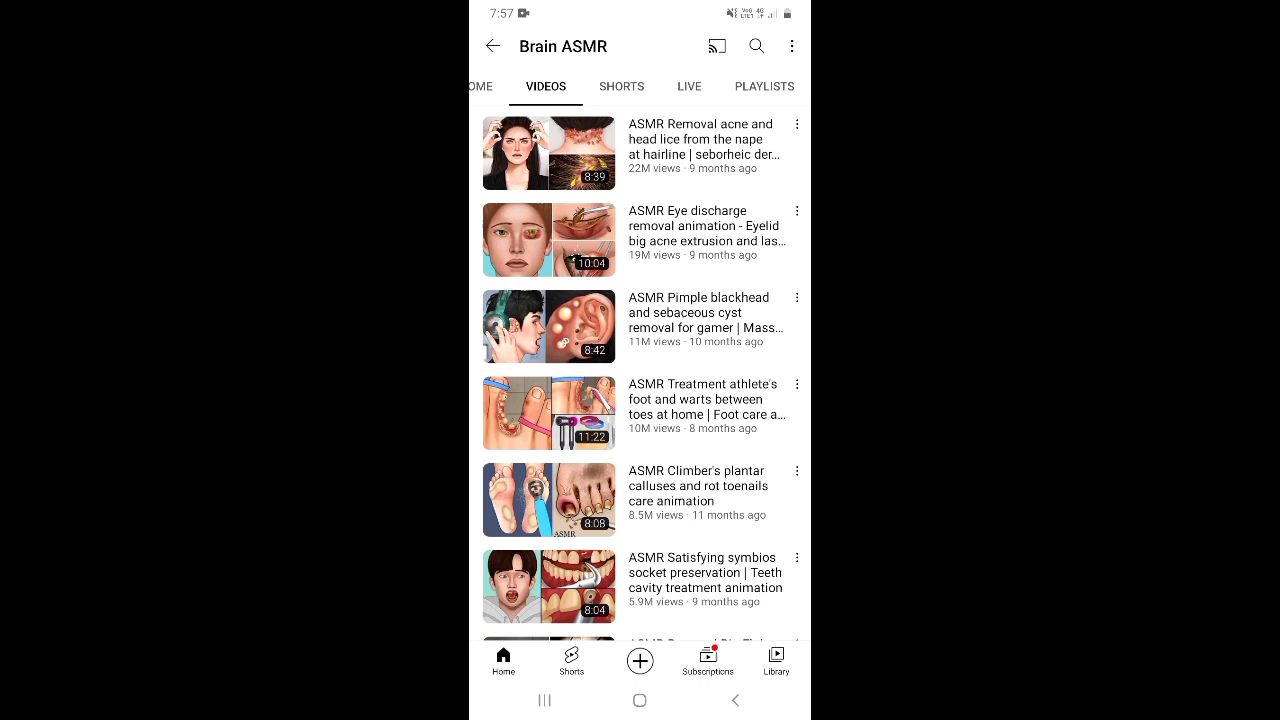 7:57
Vo) 4G
LTE1
Brain ASMR
OME VIDEOS SHORTS LIVE PLAYLISTS
ASMR Removal acne and
head lice from the nape
at hairline | seborheic der...
22M views · 9 months ago
8:39
ASMR Eye discharge
removal animation - Eyelid
big acne extrusion and las...
19M views · 9 months ago
10:04
ASMR Pimple blackhead
and sebaceous cyst
removal for gamer | Mass...
11M views · 10 months ago
8:42
ASMR Treatment athlete's
foot and warts between
toes at home | Foot care a...
10M views · 8 months ago
11:22
ASMR Climber's plantar
calluses and rot toenails
care animation
8.5M views · 11 months ago
8:08
ASMR
ASMR Satisfying symbios
socket preservation | Teeth
cavity treatment animation
5.9M views · 9 months ago
8:04
Home Shorts Subscriptions Library